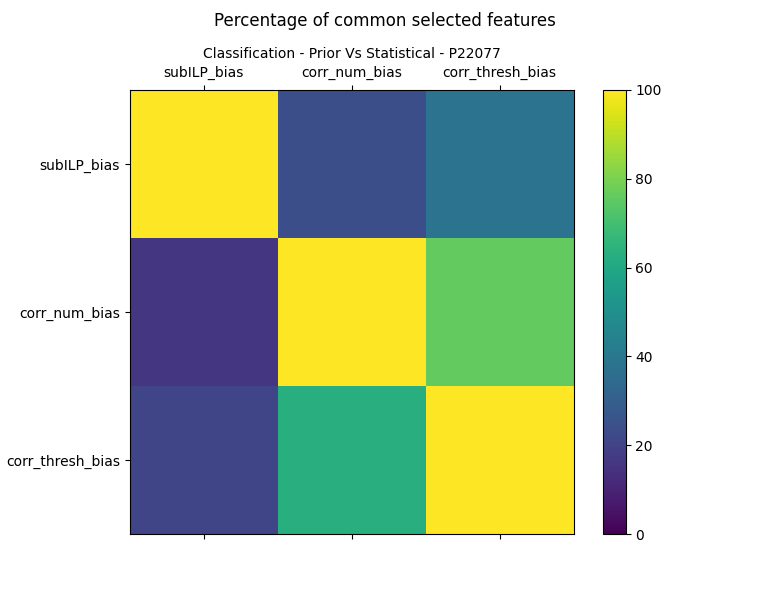 Percentage of common selected features
Classification - Prior Vs Statistical - P22077
subILP_bias corr_num_bias corr_thresh_bias
subILP_bias
corr_num_bias
corr_thresh_bias
100
80
60
40
20
0